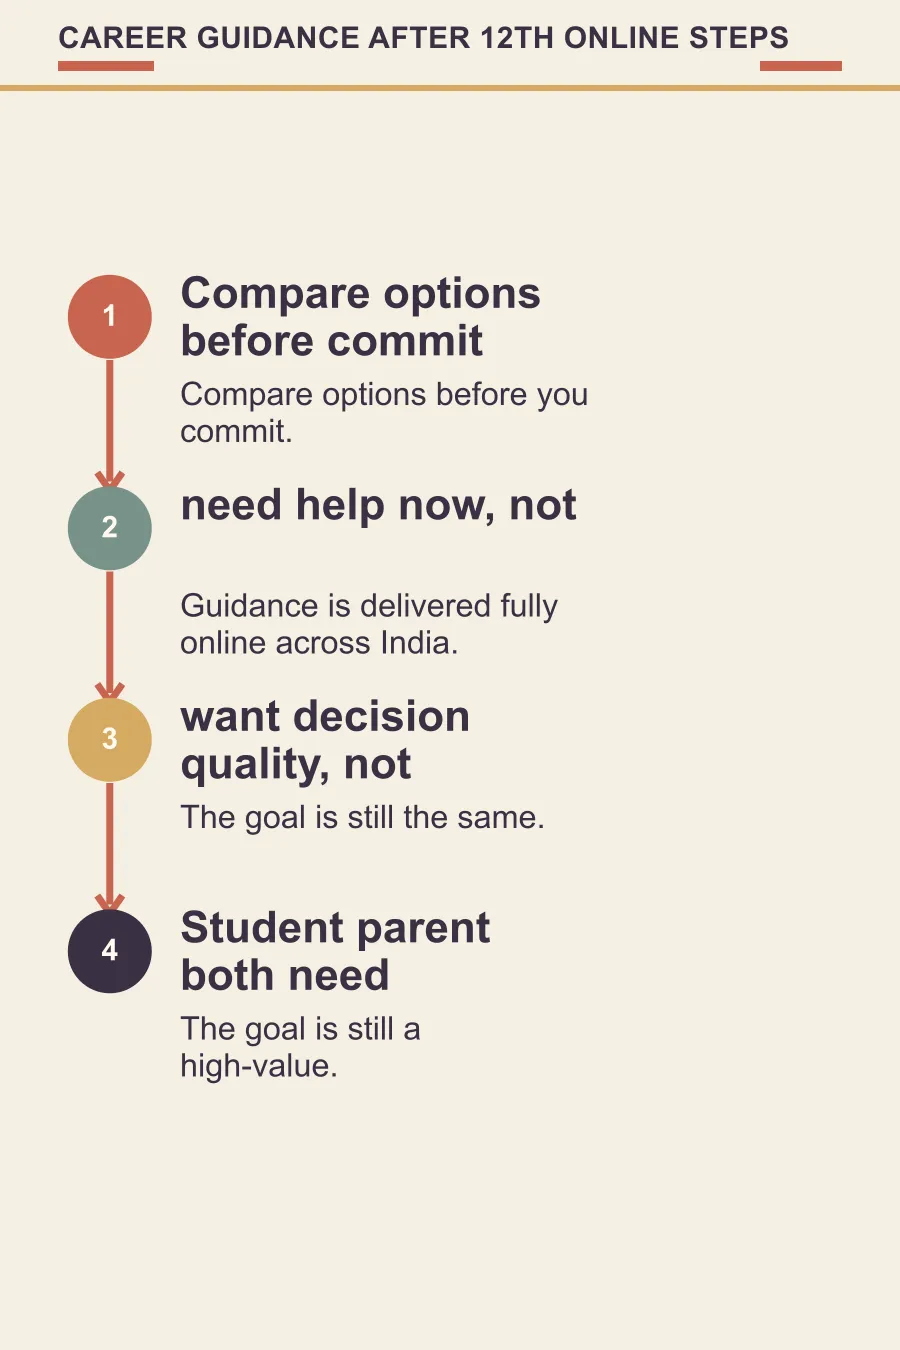 CAREER GUIDANCE AFTER 12TH ONLINE STEPS
1
Compare options
before commit
Compare options before you
commit.
2
need help now, not
Guidance is delivered fully
online across India.
3
want decision
quality, not
The goal is still the same.
4
Student parent
both need
The goal is still a
high-value.